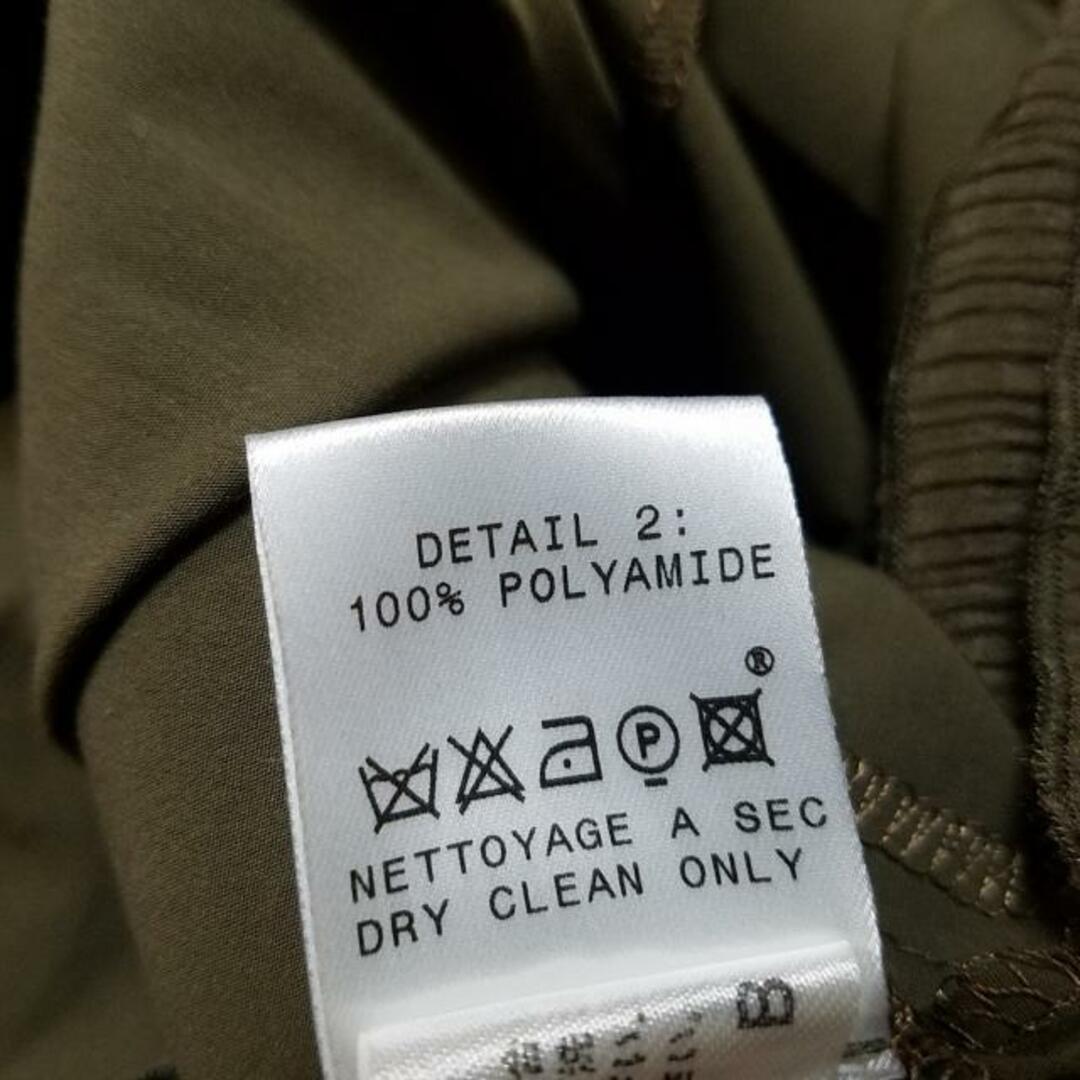 DETAIL 2:
100% POLYAMIDE
®
P
NETTOYAGE A SEC
DRY CLEAN ONLY
B